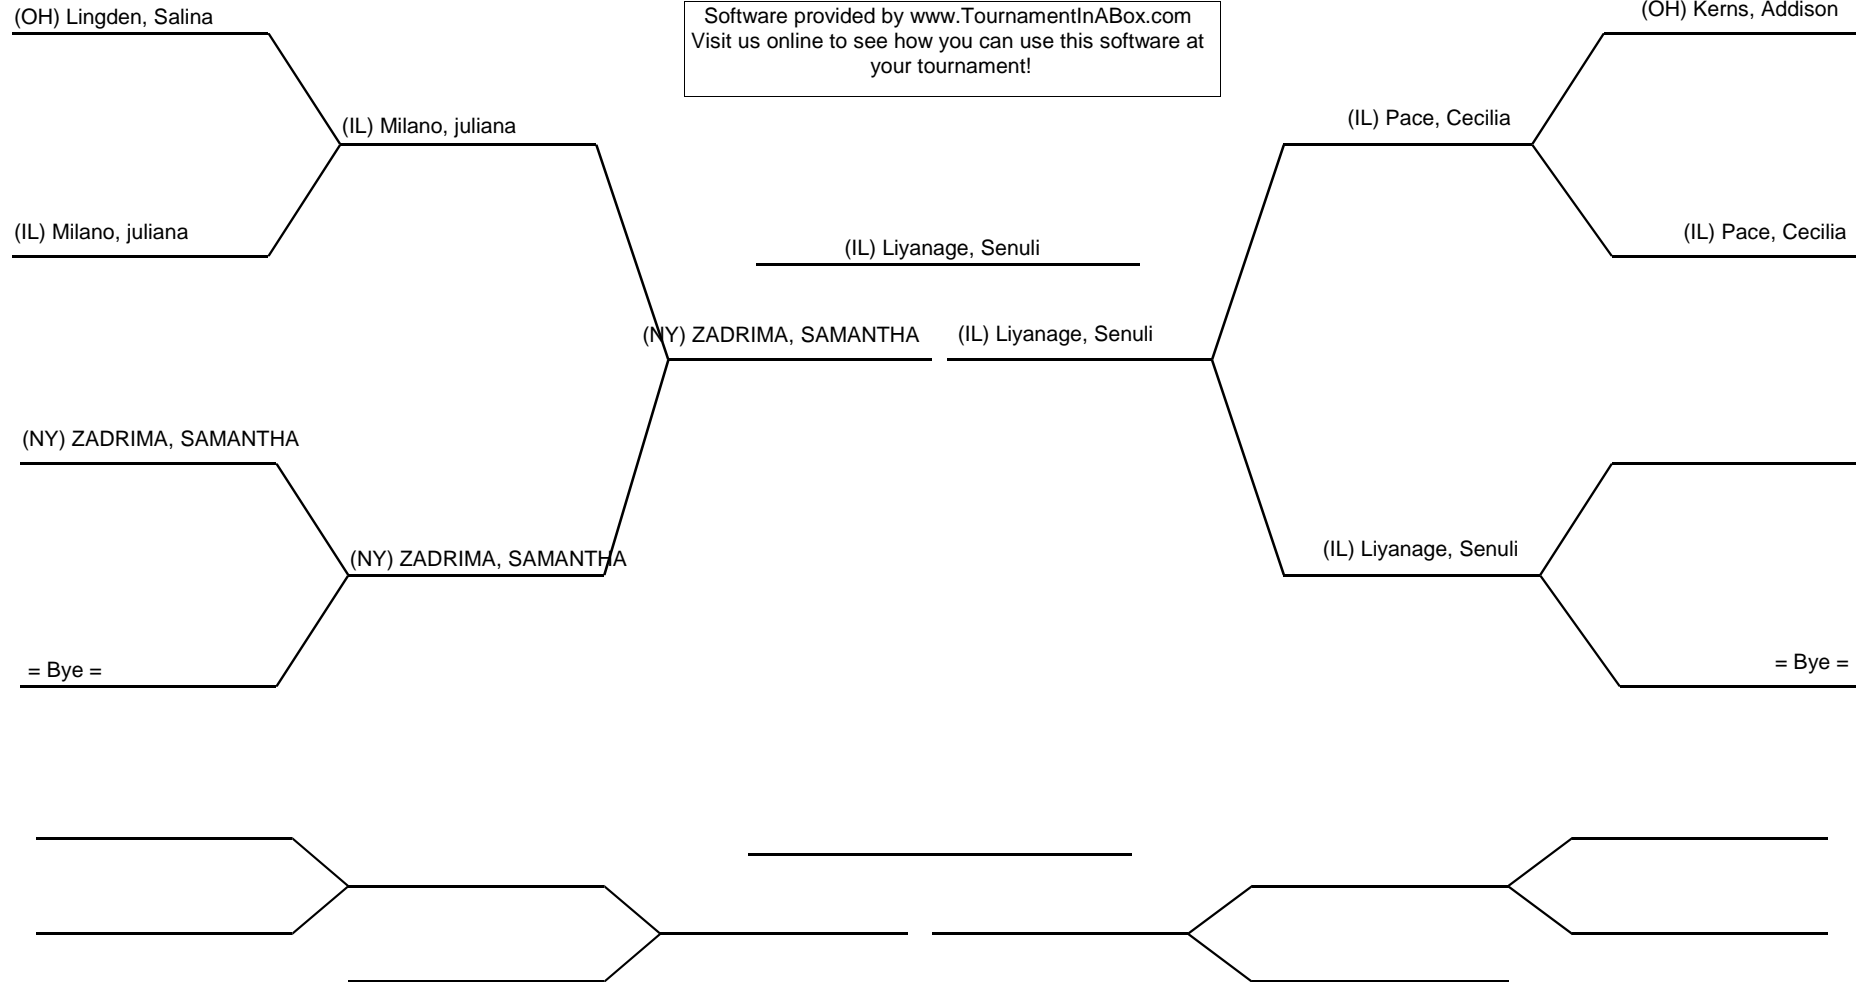 (OH) Lingden, Salina
Software provided by www.TournamentInABox.com
Visit us online to see how you can use this software at
your tournament!
(OH) Kerns, Addison
(IL) Milano, juliana
(IL) Pace, Cecilia
(IL) Milano, juliana
(IL) Liyanage, Senuli
(IL) Pace, Cecilia
(NY) ZADRIMA, SAMANTHA
(IL) Liyanage, Senuli
(NY) ZADRIMA, SAMANTHA
(NY) ZADRIMA, SAMANTHA
(IL) Liyanage, Senuli
= Bye =
= Bye =